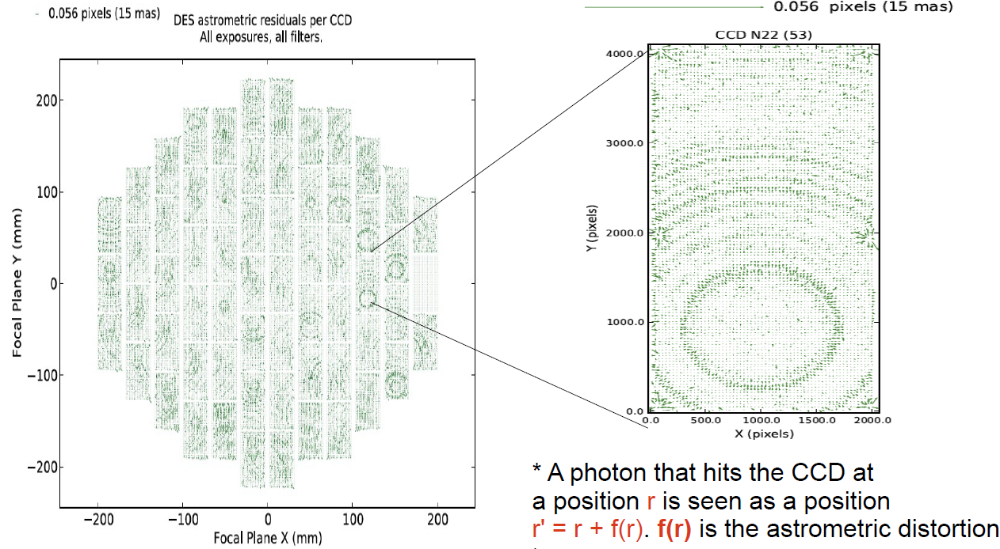 0.056 pixels (15 mas)
DES astrometric residuals per CCD
All exposures, all filters.
200
100
0
−100
−200
Focal Plane Y (mm)
−200
−100
0
100
200
Focal Plane X (mm)
0.056 pixels (15 mas)
CCD N22 (53)
4000.0
3000.0
2000.0
1000.0
0.0
Y (pixels)
0.0
500.0
1000.0
1500.0
2000.0
X (pixels)
* A photon that hits the CCD at
a position r is seen as a position
r' = r + f(r). f(r) is the astrometric distortion